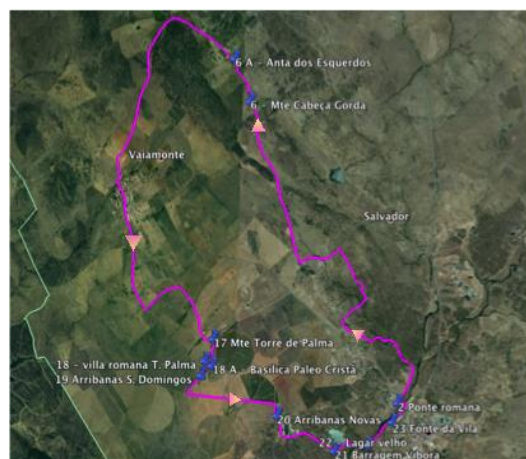 6 A - Anta dos Esquerdos
6 - Mte Cabeça Gorda
Vaiamonte
Salvador
17 Mte Torre de Palma
18 - villa romana T. Palma
18 A - Basilica Paleo Cristã
19 Arribanas S. Domingos
2 Ponte romana
20 Arribanas Novas
23 Fonte da Vila
22 - Lagar velho
21 Barragem Vibora